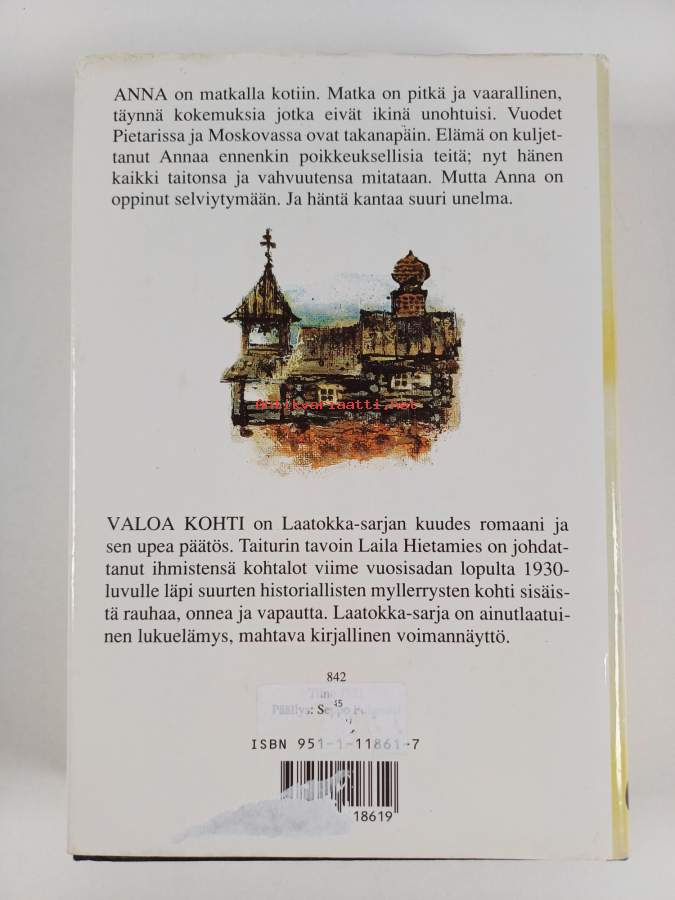 ANNA on matkalla kotiin. Matka on pitkä ja vaarallinen,
täynnä kokemuksia jotka eivät ikinä unohtuisi. Vuodet
Pietarissa ja Moskovassa ovat takanapäin. Elämä on kuljet-
tanut Annaa ennenkin poikkeuksellisia teitä; nyt hänen
kaikki taitonsa ja vahvuutensa mitataan. Mutta Anna on
oppinut selviytymään. Ja häntä kantaa suuri unelma.
Antikvariaatti.net
VALOA KOHTI on Laatokka-sarjan kuudes romaani ja
sen upea päätös. Taiturin tavoin Laila Hietamies on johdat-
tanut ihmistensä kohtalot viime vuosisadan lopulta 1930-
luvulle läpi suurten historiallisten myllerrysten kohti sisäis-
tä rauhaa, onnea ja vapautta. Laatokka-sarja on ainutlaatui-
nen lukuelämys, mahtava kirjallinen voimannäyttö.
842
Päällys: Seppo
ISBN 951-1-11861-7
18619